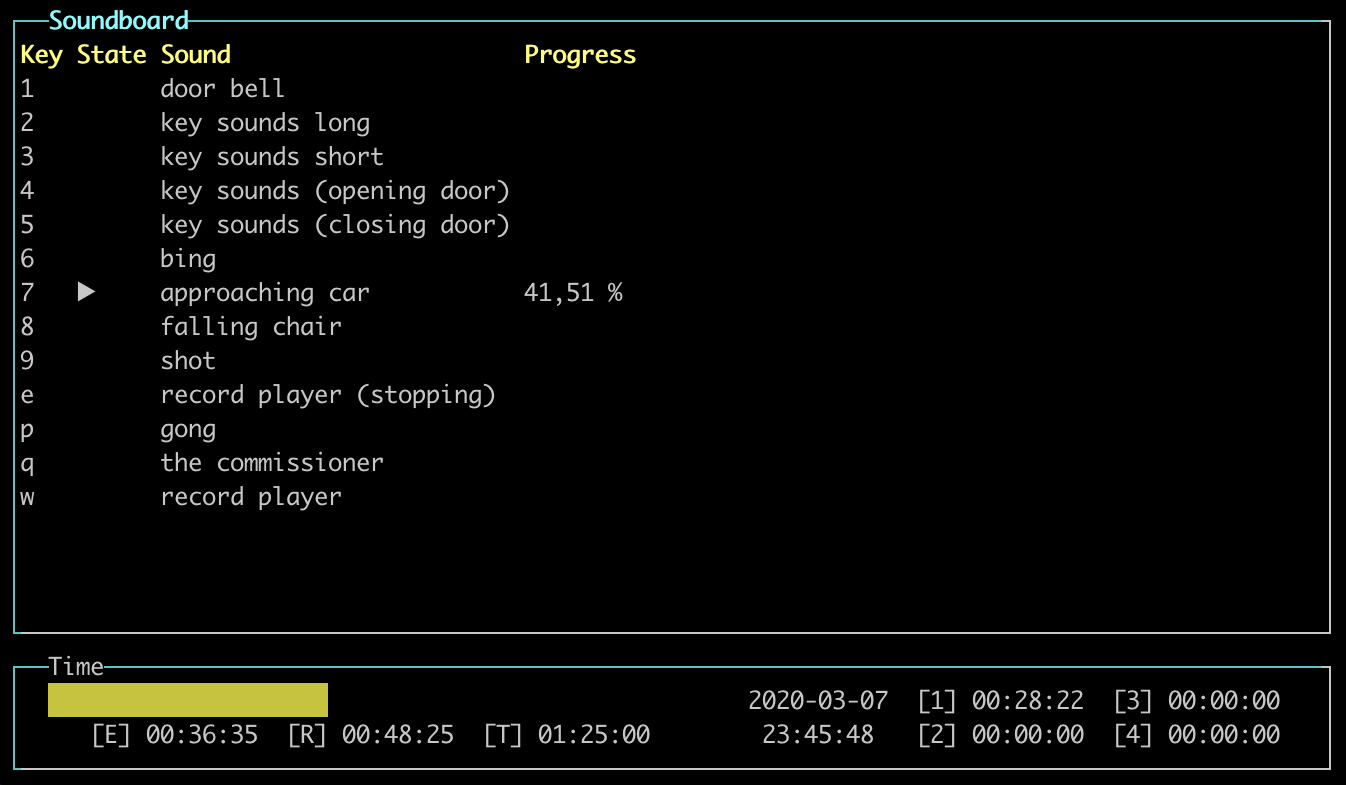 Soundboard
Key State Sound Progress
1 door bell
2 key sounds long
3 key sounds short
4 key sounds (opening door)
5 key sounds (closing door)
6 bing
7 ▶ approaching car 41,51 %
8 falling chair
9 shot
e record player (stopping)
p gong
q the commissioner
w record player
Time
2020-03-07 [1] 00:28:22 [3] 00:00:00
[E] 00:36:35 [R] 00:48:25 [T] 01:25:00 23:45:48 [2] 00:00:00 [4] 00:00:00